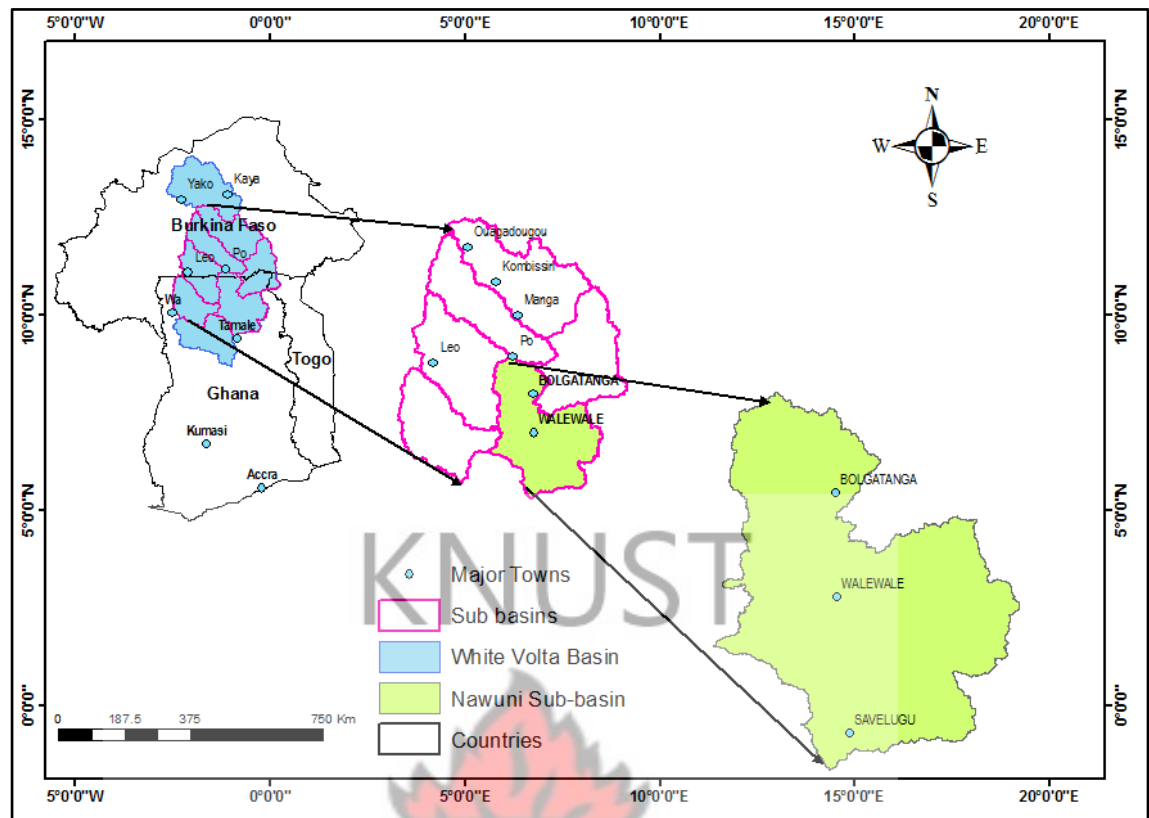 5°0'0"W 0°0'0" 5°0'0"E 10°0'0"E 15°0'0"E 20°0'0"E
15°0'0"N
10°0'0"N
5°0'0"N
0°0'0"
15°0'0"N
10°0'0"N
5°0'0"N
0°0'0"
N
W E
S
Yako
Kaya
Burkina Faso
Leo
Po
Wa
Tamale
Togo
Ghana
Kumasi
Accra
Ouagadougou
Kombissiri
Manga
Leo
Po
BOLGATANGA
WALEWALE
BOLGATANGA
WALEWALE
SAVELUGU
KNUST
Major Towns
Sub basins
White Volta Basin
Nawuni Sub-basin
Countries
0 187.5 375 750 Km
5°0'0"W 0°0'0" 5°0'0"E 10°0'0"E 15°0'0"E 20°0'0"E